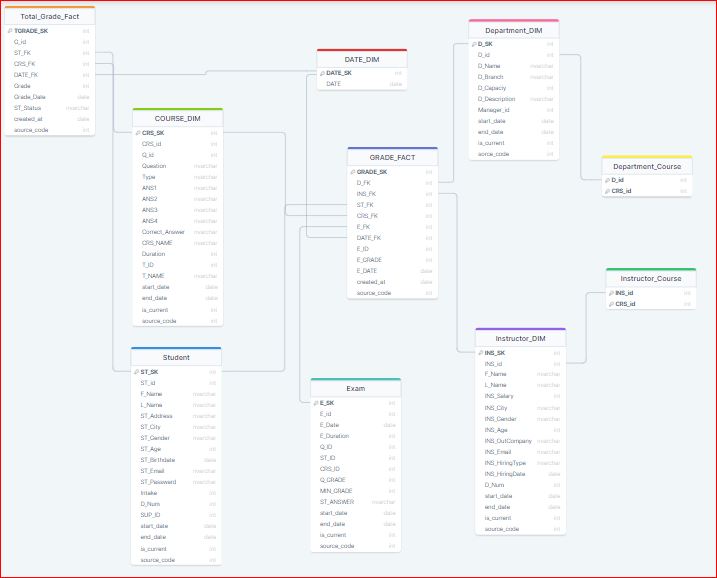 Total_Grade_Fact
TGRADE_SK int
C_id int
ST_FK int
CRS_FK int
DATE_FK int
Grade int
Grade_Date date
ST_Status nvarchar
created_at date
source_code int
DATE_DIM
DATE_SK int
DATE date
Department_DIM
D_SK int
D_id int
D_Name nvarchar
D_Branch nvarchar
D_Capaciy int
D_Description nvarchar
Manager_id int
start_date date
end_date date
is_current int
sorce_code int
COURSE_DIM
CRS_SK int
CRS_id int
Q_id int
Question nvarchar
Type nvarchar
ANS1 nvarchar
ANS2 nvarchar
ANS3 nvarchar
ANS4 nvarchar
Correct_Answer nvarchar
CRS_NAME nvarchar
Duration int
T_ID int
T_NAME nvarchar
start_date date
end_date date
is_current int
source_code int
GRADE_FACT
GRADE_SK int
D_FK int
INS_FK int
ST_FK int
CRS_FK int
E_FK int
DATE_FK int
E_ID int
E_GRADE int
E_DATE date
created_at date
source_code int
Department_Course
D_id int
CRS_id int
Instructor_Course
INS_id int
CRS_id int
Student
ST_SK int
ST_id int
F_Name nvarchar
L_Name nvarchar
ST_Address nvarchar
ST_City nvarchar
ST_Gender nvarchar
ST_Age int
ST_Birthdate date
ST_Email nvarchar
ST_Password nvarchar
Intake int
D_Num int
SUP_ID int
start_date date
end_date date
is_current int
source_code int
Exam
E_SK int
E_id int
E_Date date
E_Duration int
Q_ID int
ST_ID int
CRS_ID int
Q_GRADE int
MIN_GRADE int
ST_ANSWER nvarchar
start_date date
end_date date
is_current int
source_code int
Instructor_DIM
INS_SK int
INS_id int
F_Name nvarchar
L_Name nvarchar
INS_Salary int
INS_City nvarchar
INS_Gender nvarchar
INS_Age int
INS_OutCompany nvarchar
INS_Email nvarchar
INS_HiringType nvarchar
INS_HiringDate date
D_Num int
start_date date
end_date date
is_current int
source_code int